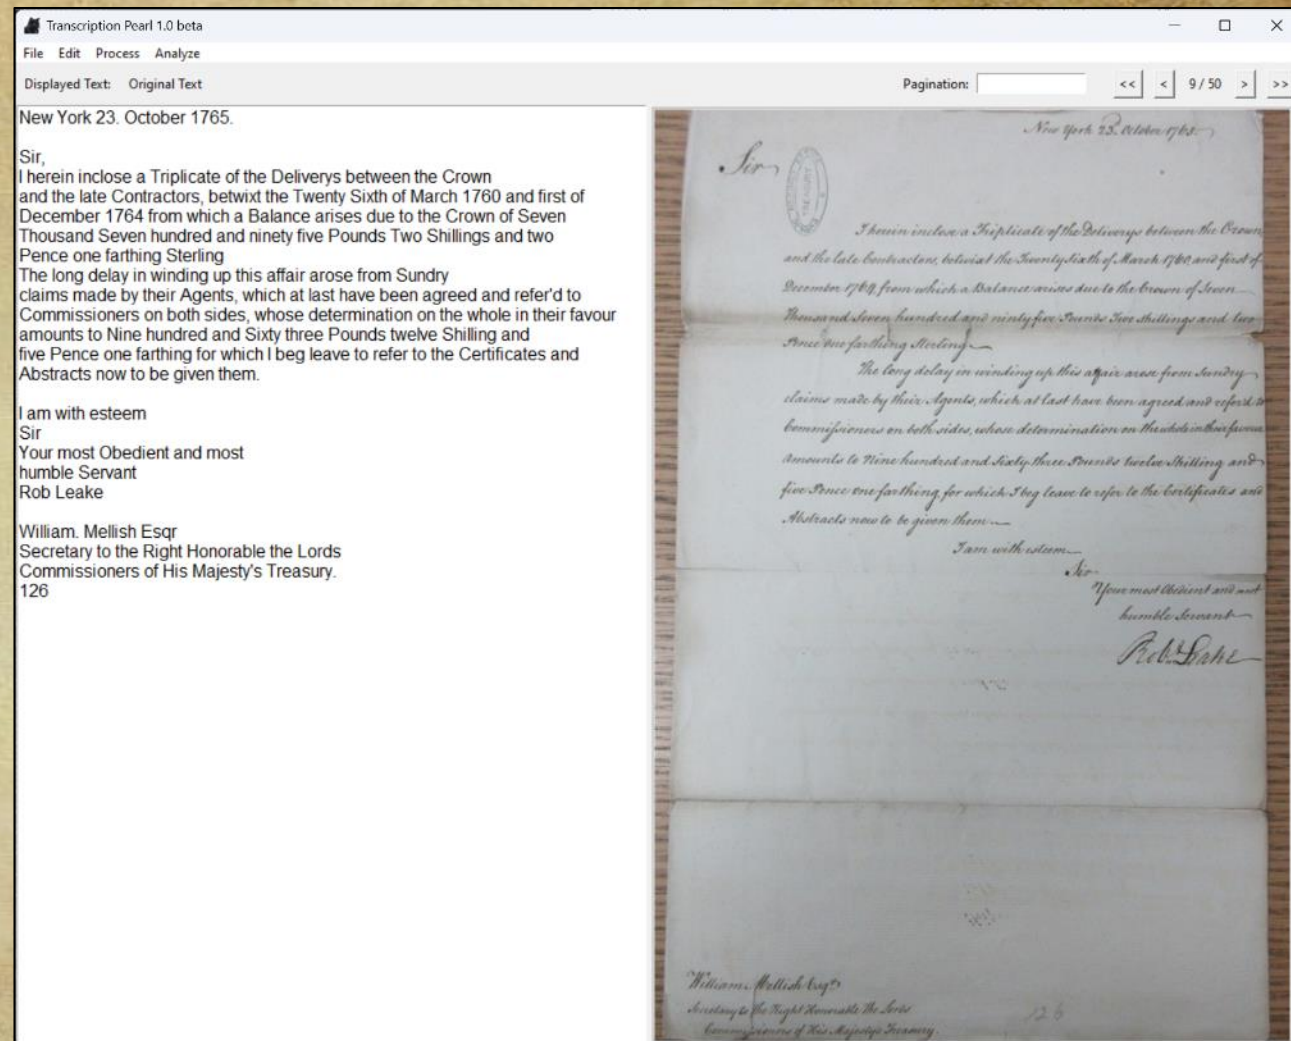 Transcription Pearl 1.0 beta
File Edit Process Analyze
Displayed Text: Original Text
Pagination: << < 9 / 50 > >>
New York 23. October 1765.
Sir,
I herein inclose a Triplicate of the Deliverys between the Crown
and the late Contractors, betwixt the Twenty Sixth of March 1760 and first of
December 1764 from which a Balance arises due to the Crown of Seven
Thousand Seven hundred and ninety five Pounds Two Shillings and two
Pence one farthing Sterling
The long delay in winding up this affair arose from Sundry
claims made by their Agents, which at last have been agreed and refer'd to
Commissioners on both sides, whose determination on the whole in their favour
amounts to Nine hundred and Sixty three Pounds twelve Shilling and
five Pence one farthing for which I beg leave to refer to the Certificates and
Abstracts now to be given them.
I am with esteem
Sir
Your most Obedient and most
humble Servant
Rob Leake
William. Mellish Esqr
Secretary to the Right Honorable the Lords
Commissioners of His Majesty's Treasury.
126
New York 23. October 1765.
Sir
TREASURY
I herein inclose a Triplicate of the Deliverys between the Crown
and the late Contractors, betwixt the Twenty Sixth of March 1760, and first of
December 1764, from which a Balance arises due to the Crown of Seven
Thousand Seven hundred and ninety five Pounds Two Shillings and two
Pence one farthing Sterling
The long delay in winding up this affair arose from Sundry
claims made by their Agents, which at last have been agreed and refer'd to
Commissioners on both sides, whose determination on the whole in their favour
amounts to Nine hundred and Sixty three Pounds twelve Shilling and
five Pence one farthing, for which I beg leave to refer to the Certificates and
Abstracts now to be given them
I am with esteem
Sir
Your most Obedient and most
humble Servant
Robt Leake
William Mellish Esqr
Secretary to the Right Honorable the Lords
Commissioners of His Majestys Treasury.
126